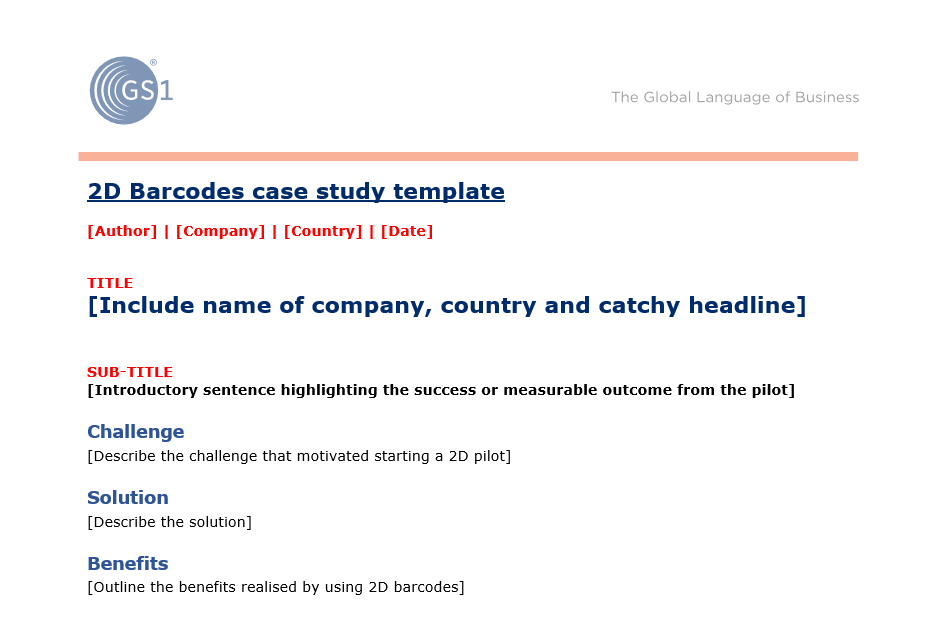 GS1®
The Global Language of Business
2D Barcodes case study template
[Author] | [Company] | [Country] | [Date]
TITLE
[Include name of company, country and catchy headline]
SUB-TITLE
[Introductory sentence highlighting the success or measurable outcome from the pilot]
Challenge
[Describe the challenge that motivated starting a 2D pilot]
Solution
[Describe the solution]
Benefits
[Outline the benefits realised by using 2D barcodes]